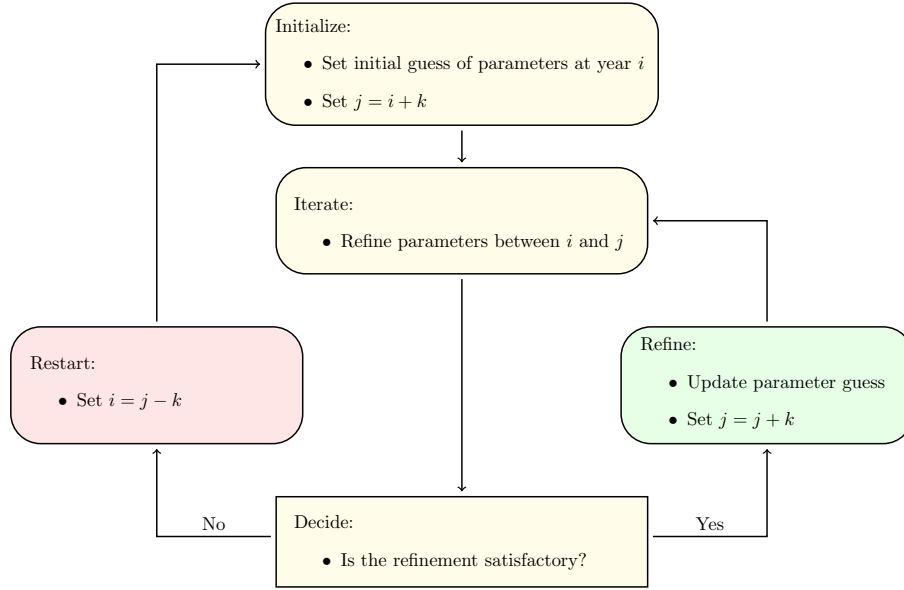 Initialize:
• Set initial guess of parameters at year i
• Set j = i + k
Iterate:
• Refine parameters between i and j
Restart:
• Set i = j − k
Refine:
• Update parameter guess
• Set j = j + k
No
Yes
Decide:
• Is the refinement satisfactory?